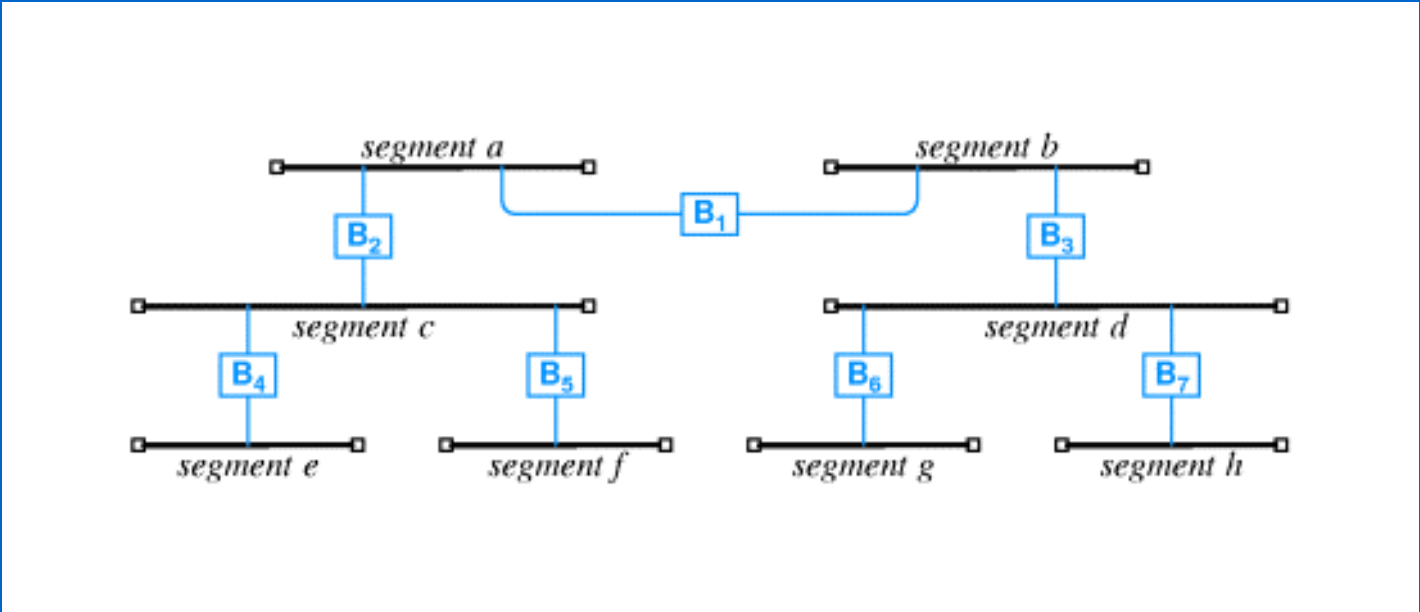 segment a
segment b
B1
B2
B3
segment c
segment d
B4
B5
B6
B7
segment e
segment f
segment g
segment h